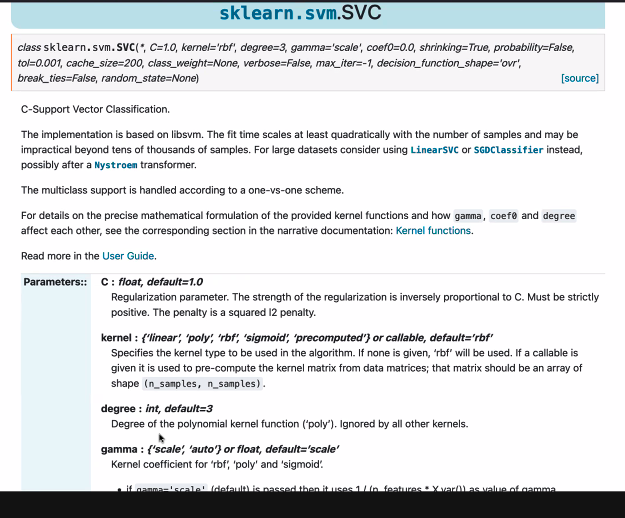 sklearn.svm.SVC
class sklearn.svm.SVC(*, C=1.0, kernel='rbf', degree=3, gamma='scale', coef0=0.0, shrinking=True, probability=False,
tol=0.001, cache_size=200, class_weight=None, verbose=False, max_iter=-1, decision_function_shape='ovr',
break_ties=False, random_state=None) [source]
C-Support Vector Classification.
The implementation is based on libsvm. The fit time scales at least quadratically with the number of samples and may be
impractical beyond tens of thousands of samples. For large datasets consider using LinearSVC or SGDClassifier instead,
possibly after a Nystroem transformer.
The multiclass support is handled according to a one-vs-one scheme.
For details on the precise mathematical formulation of the provided kernel functions and how gamma, coef0 and degree
affect each other, see the corresponding section in the narrative documentation: Kernel functions.
Read more in the User Guide.
Parameters:: C : float, default=1.0
Regularization parameter. The strength of the regularization is inversely proportional to C. Must be strictly
positive. The penalty is a squared l2 penalty.
kernel : {'linear', 'poly', 'rbf', 'sigmoid', 'precomputed'} or callable, default='rbf'
Specifies the kernel type to be used in the algorithm. If none is given, 'rbf' will be used. If a callable is
given it is used to pre-compute the kernel matrix from data matrices; that matrix should be an array of
shape (n_samples, n_samples).
degree : int, default=3
Degree of the polynomial kernel function ('poly'). Ignored by all other kernels.
gamma : {'scale', 'auto'} or float, default='scale'
Kernel coefficient for 'rbf', 'poly' and 'sigmoid'.
• if gamma='scale' (default) is passed then it uses 1 / (n_features * X.var()) as value of gamma